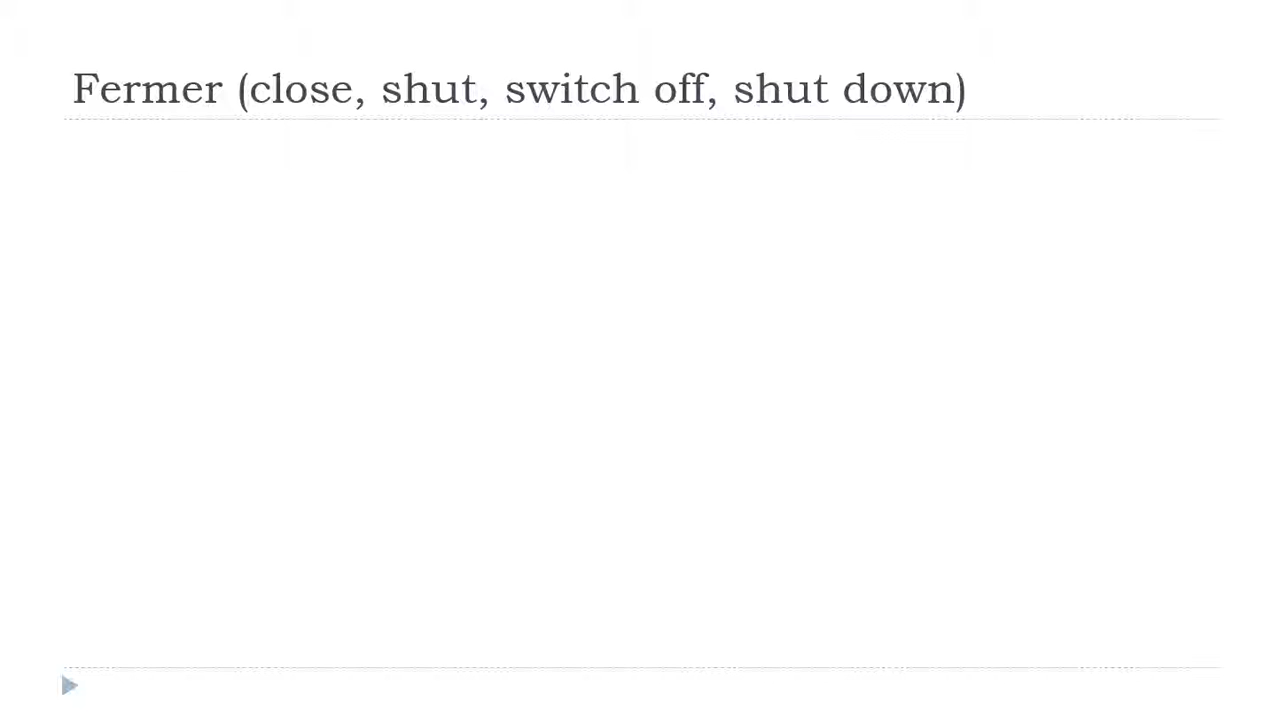 Fermer (close, shut, switch off, shut down)